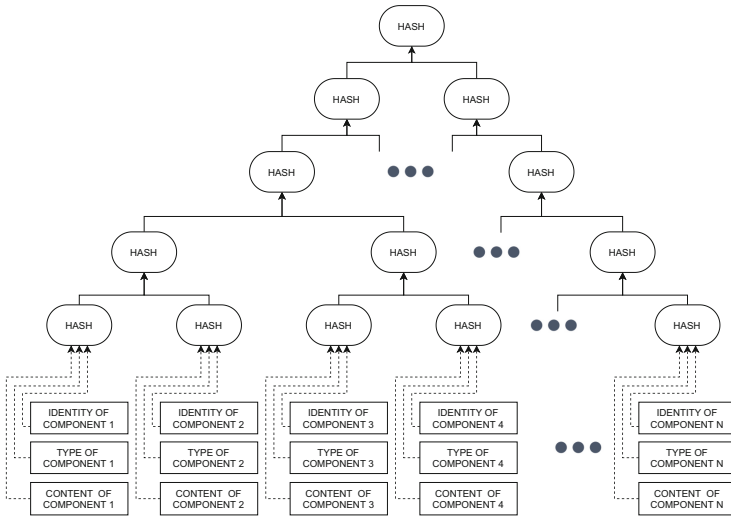 HASH
HASH
HASH
HASH
HASH
HASH
HASH
HASH
HASH
HASH
HASH
HASH
HASH
IDENTITY OF
COMPONENT 1
IDENTITY OF
COMPONENT 2
IDENTITY OF
COMPONENT 3
IDENTITY OF
COMPONENT 4
IDENTITY OF
COMPONENT N
TYPE OF
COMPONENT 1
TYPE OF
COMPONENT 2
TYPE OF
COMPONENT 3
TYPE OF
COMPONENT 4
TYPE OF
COMPONENT N
CONTENT OF
COMPONENT 1
CONTENT OF
COMPONENT 2
CONTENT OF
COMPONENT 3
CONTENT OF
COMPONENT 4
CONTENT OF
COMPONENT N